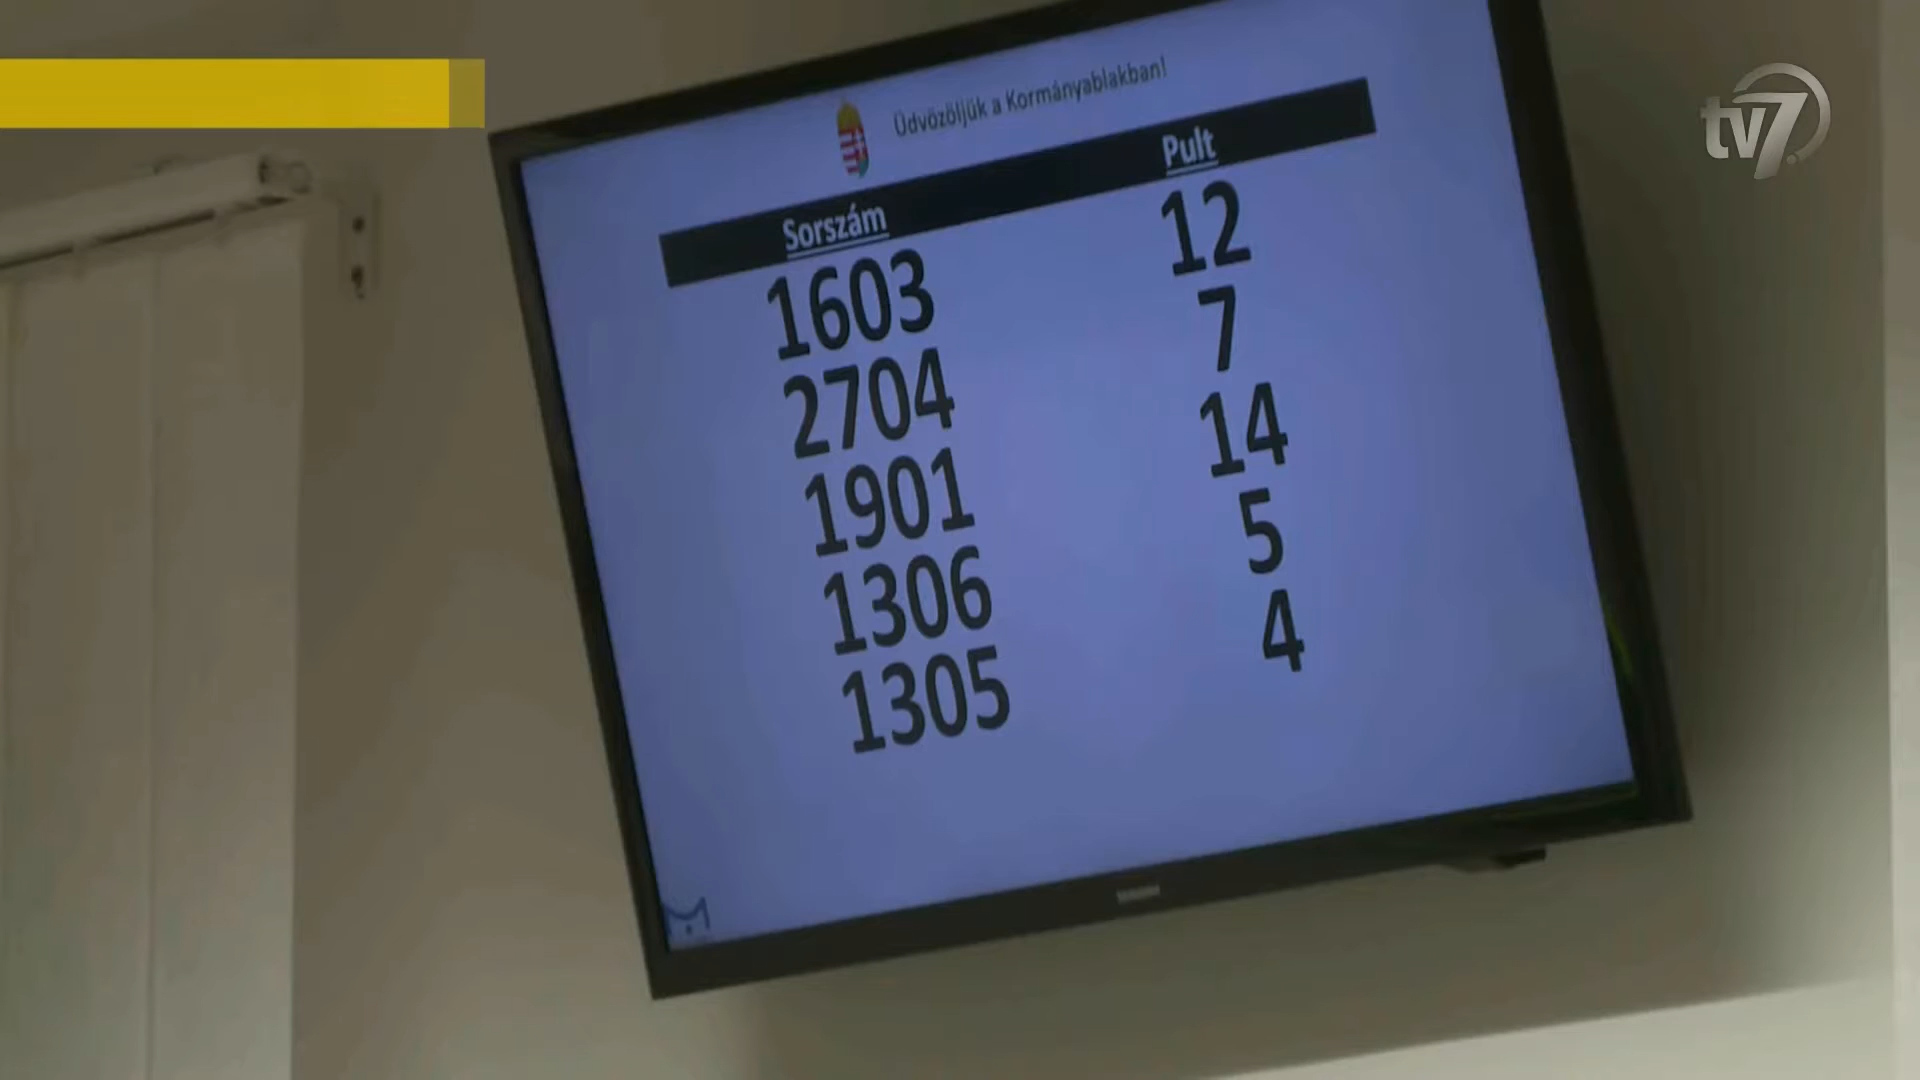 tv7
Üdvözöljük a Kormányablakban!
Sorszám Pult
1603 12
2704 7
1901 14
1306 5
1305 4